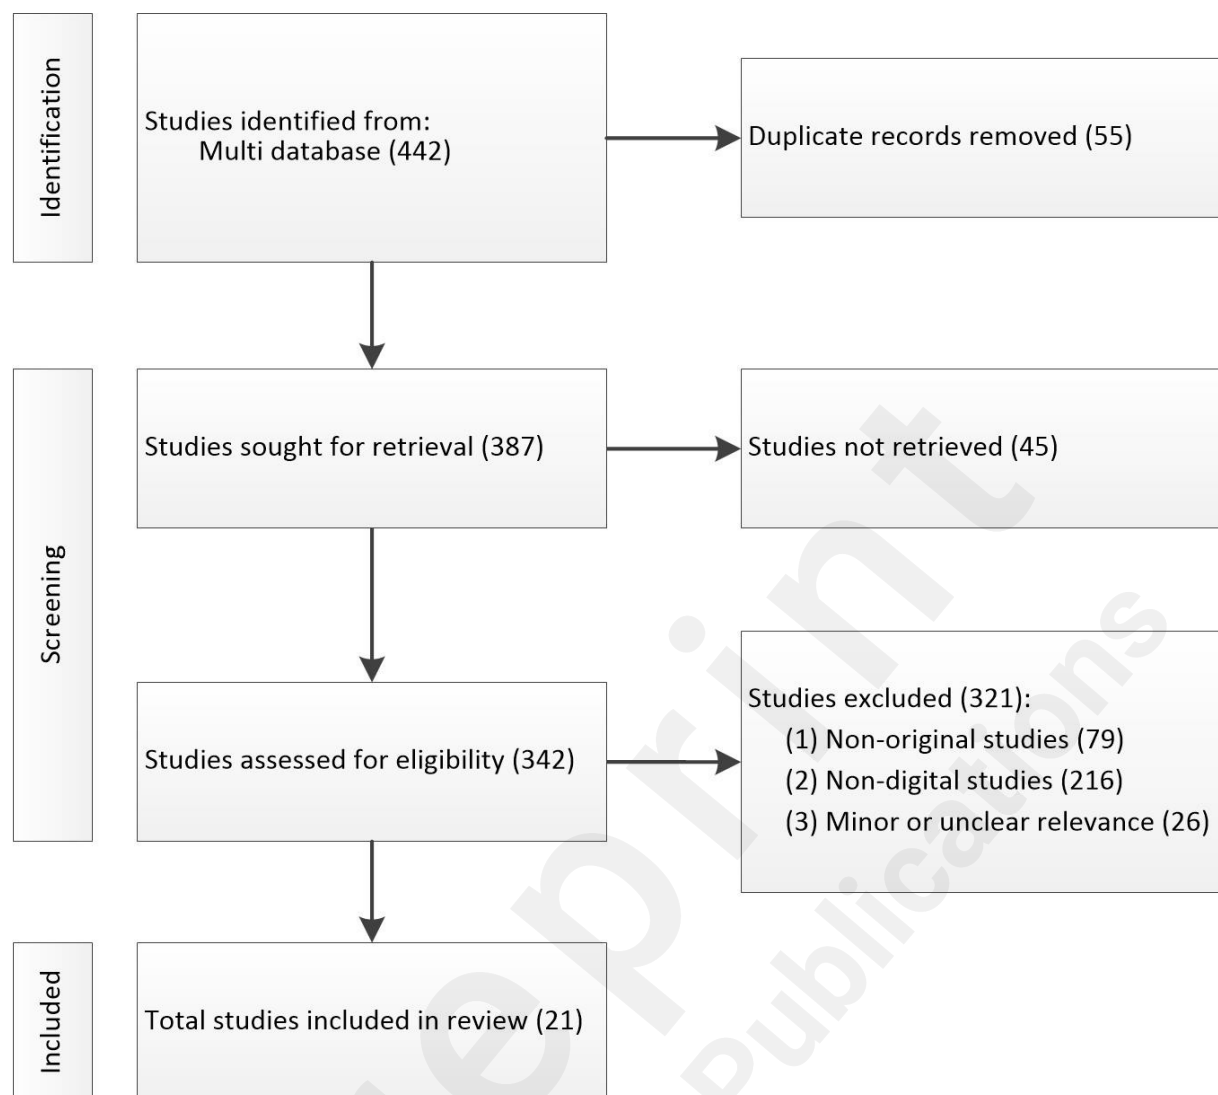 Identification
Studies identified from:
Multi database (442)
Duplicate records removed (55)
Screening
Studies sought for retrieval (387)
Studies not retrieved (45)
Studies assessed for eligibility (342)
Studies excluded (321):
(1) Non-original studies (79)
(2) Non-digital studies (216)
(3) Minor or unclear relevance (26)
Included
Total studies included in review (21)
eprint
Publications